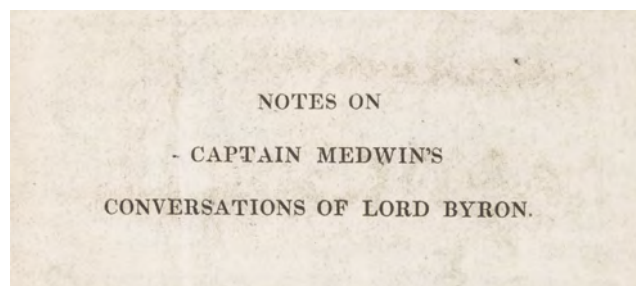 NOTES ON
- CAPTAIN MEDWIN'S
CONVERSATIONS OF LORD BYRON.